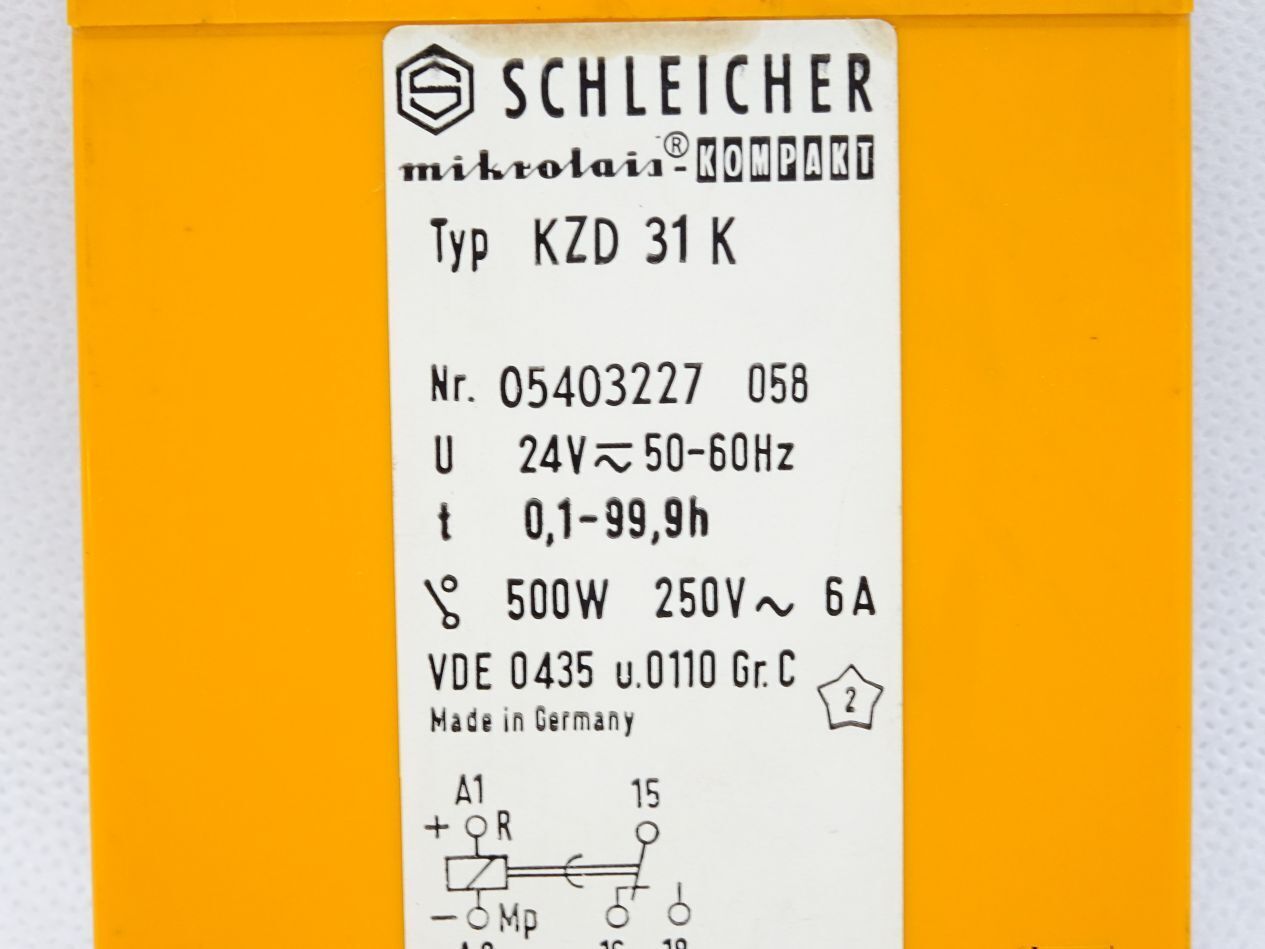 S SCHLEICHER
mikrolais®-KOMPAKT
Typ KZD 31 K
Nr. 05403227 058
U 24V⎓∼ 50-60Hz
t 0,1-99,9h
500W 250V~ 6A
VDE 0435 u.0110 Gr. C
2
Made in Germany
A1 15
+ R
- Mp